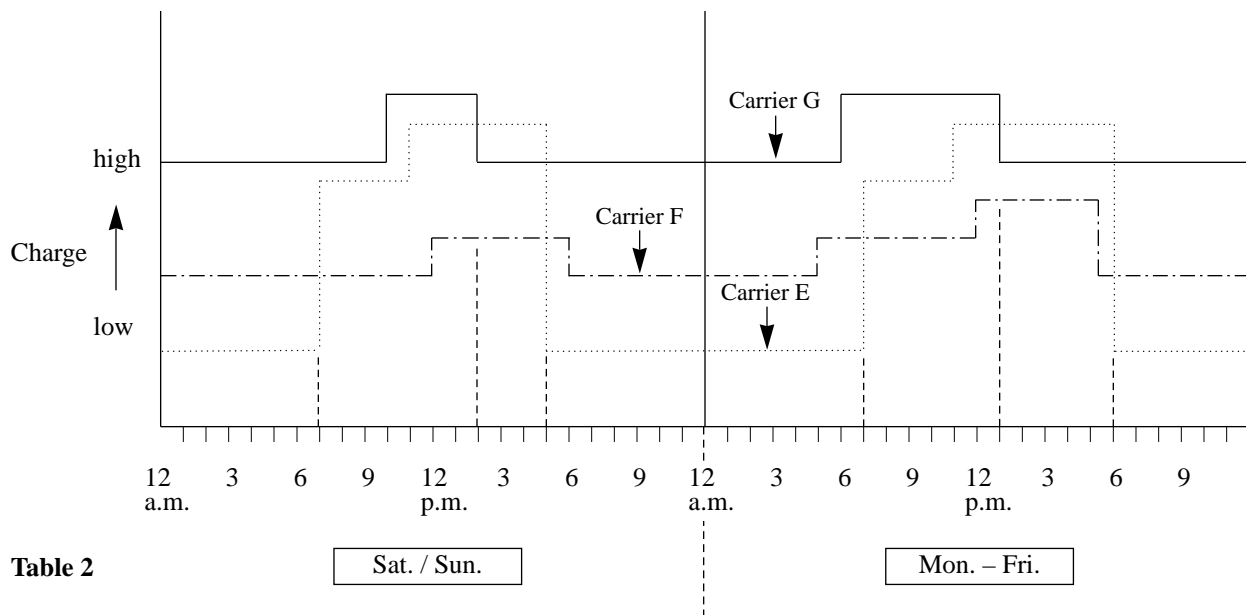 Carrier G
high
Carrier F
Charge
Carrier E
low
12 3 6 9 12 3 6 9 12 3 6 9 12 3 6 9
a.m. p.m. a.m. p.m.
Table 2 Sat. / Sun. Mon. – Fri.